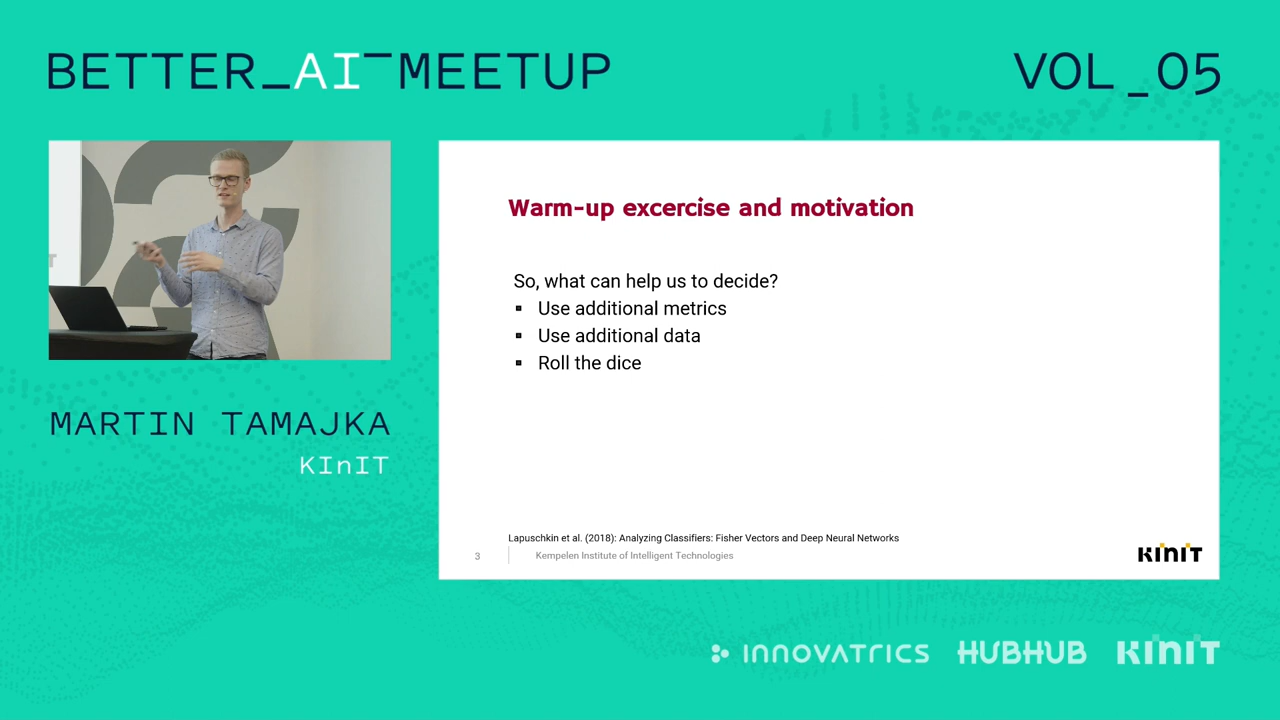 BETTER_AI¯MEETUP
VOL_05
MARTIN TAMAJKA
KInIT
Warm-up excercise and motivation
So, what can help us to decide?
▪ Use additional metrics
▪ Use additional data
▪ Roll the dice
Lapuschkin et al. (2018): Analyzing Classifiers: Fisher Vectors and Deep Neural Networks
3 Kempelen Institute of Intelligent Technologies
KInIT
INNOVATRICS HUBHUB KInIT